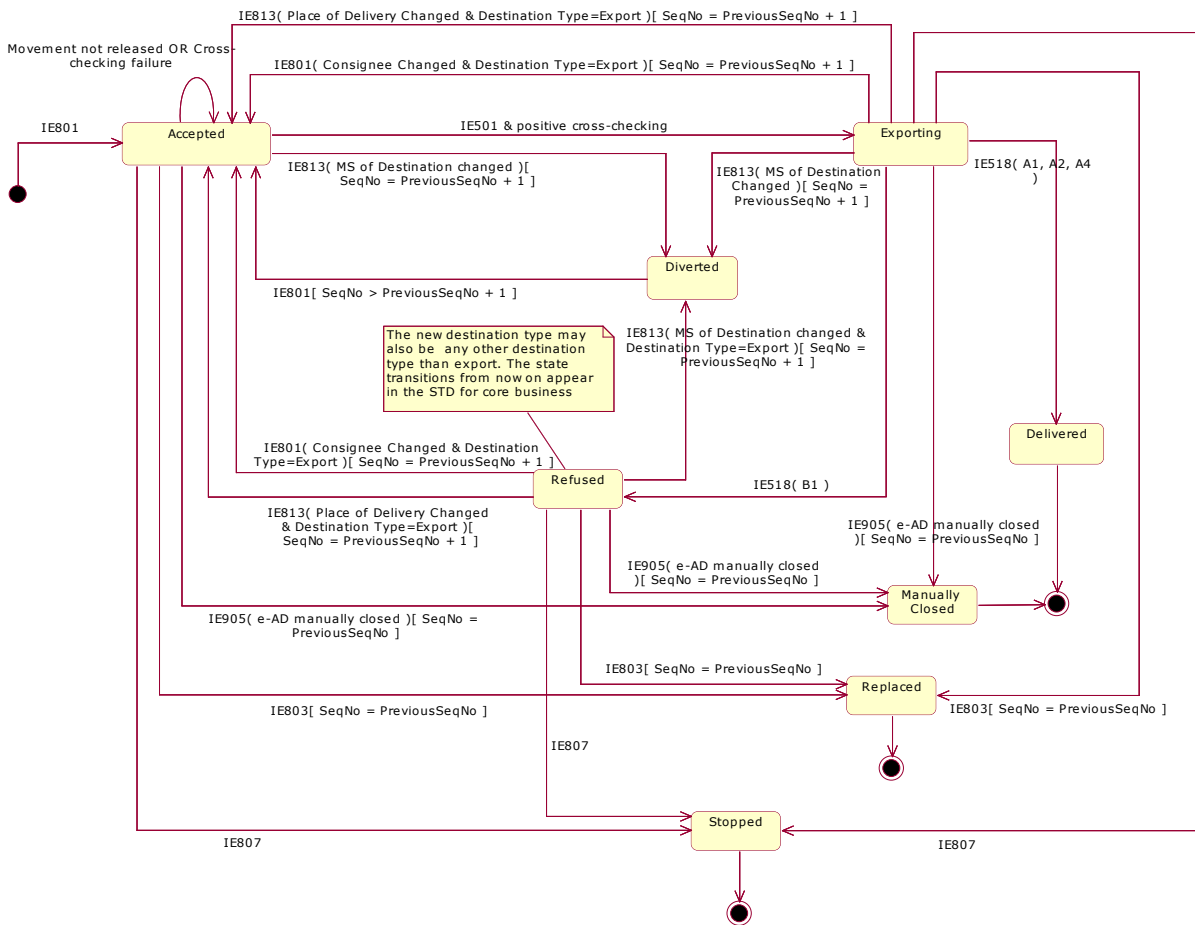 IE813( Place of Delivery Changed & Destination Type=Export )[ SeqNo = PreviousSeqNo + 1 ]
Movement not released OR Cross-
checking failure
IE801( Consignee Changed & Destination Type=Export )[ SeqNo = PreviousSeqNo + 1 ]
IE801
Accepted
IE501 & positive cross-checking
Exporting
IE813( MS of Destination changed )[
SeqNo = PreviousSeqNo + 1 ]
IE813( MS of Destination
Changed )[ SeqNo =
PreviousSeqNo + 1 ]
IE518( A1, A2, A4
)
Diverted
IE801[ SeqNo > PreviousSeqNo + 1 ]
The new destination type may
also be any other destination
type than export. The state
transitions from now on appear
in the STD for core business
IE813( MS of Destination changed &
Destination Type=Export )[ SeqNo =
PreviousSeqNo + 1 ]
Delivered
IE801( Consignee Changed & Destination
Type=Export )[ SeqNo = PreviousSeqNo + 1 ]
Refused
IE518( B1 )
IE813( Place of Delivery Changed
& Destination Type=Export )[
SeqNo = PreviousSeqNo + 1 ]
IE905( e-AD manually closed
)[ SeqNo = PreviousSeqNo ]
IE905( e-AD manually closed
)[ SeqNo = PreviousSeqNo ]
Manually
Closed
IE905( e-AD manually closed )[ SeqNo =
PreviousSeqNo ]
IE803[ SeqNo = PreviousSeqNo ]
Replaced
IE803[ SeqNo = PreviousSeqNo ]
IE803[ SeqNo = PreviousSeqNo ]
IE807
Stopped
IE807
IE807